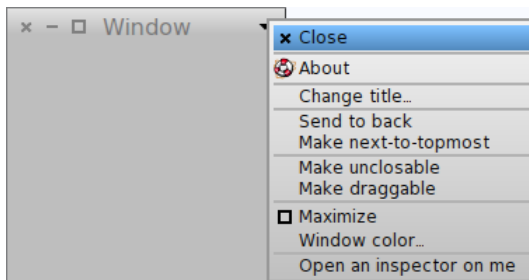 Window
Close
About
Change title...
Send to back
Make next-to-topmost
Make unclosable
Make draggable
Maximize
Window color...
Open an inspector on me